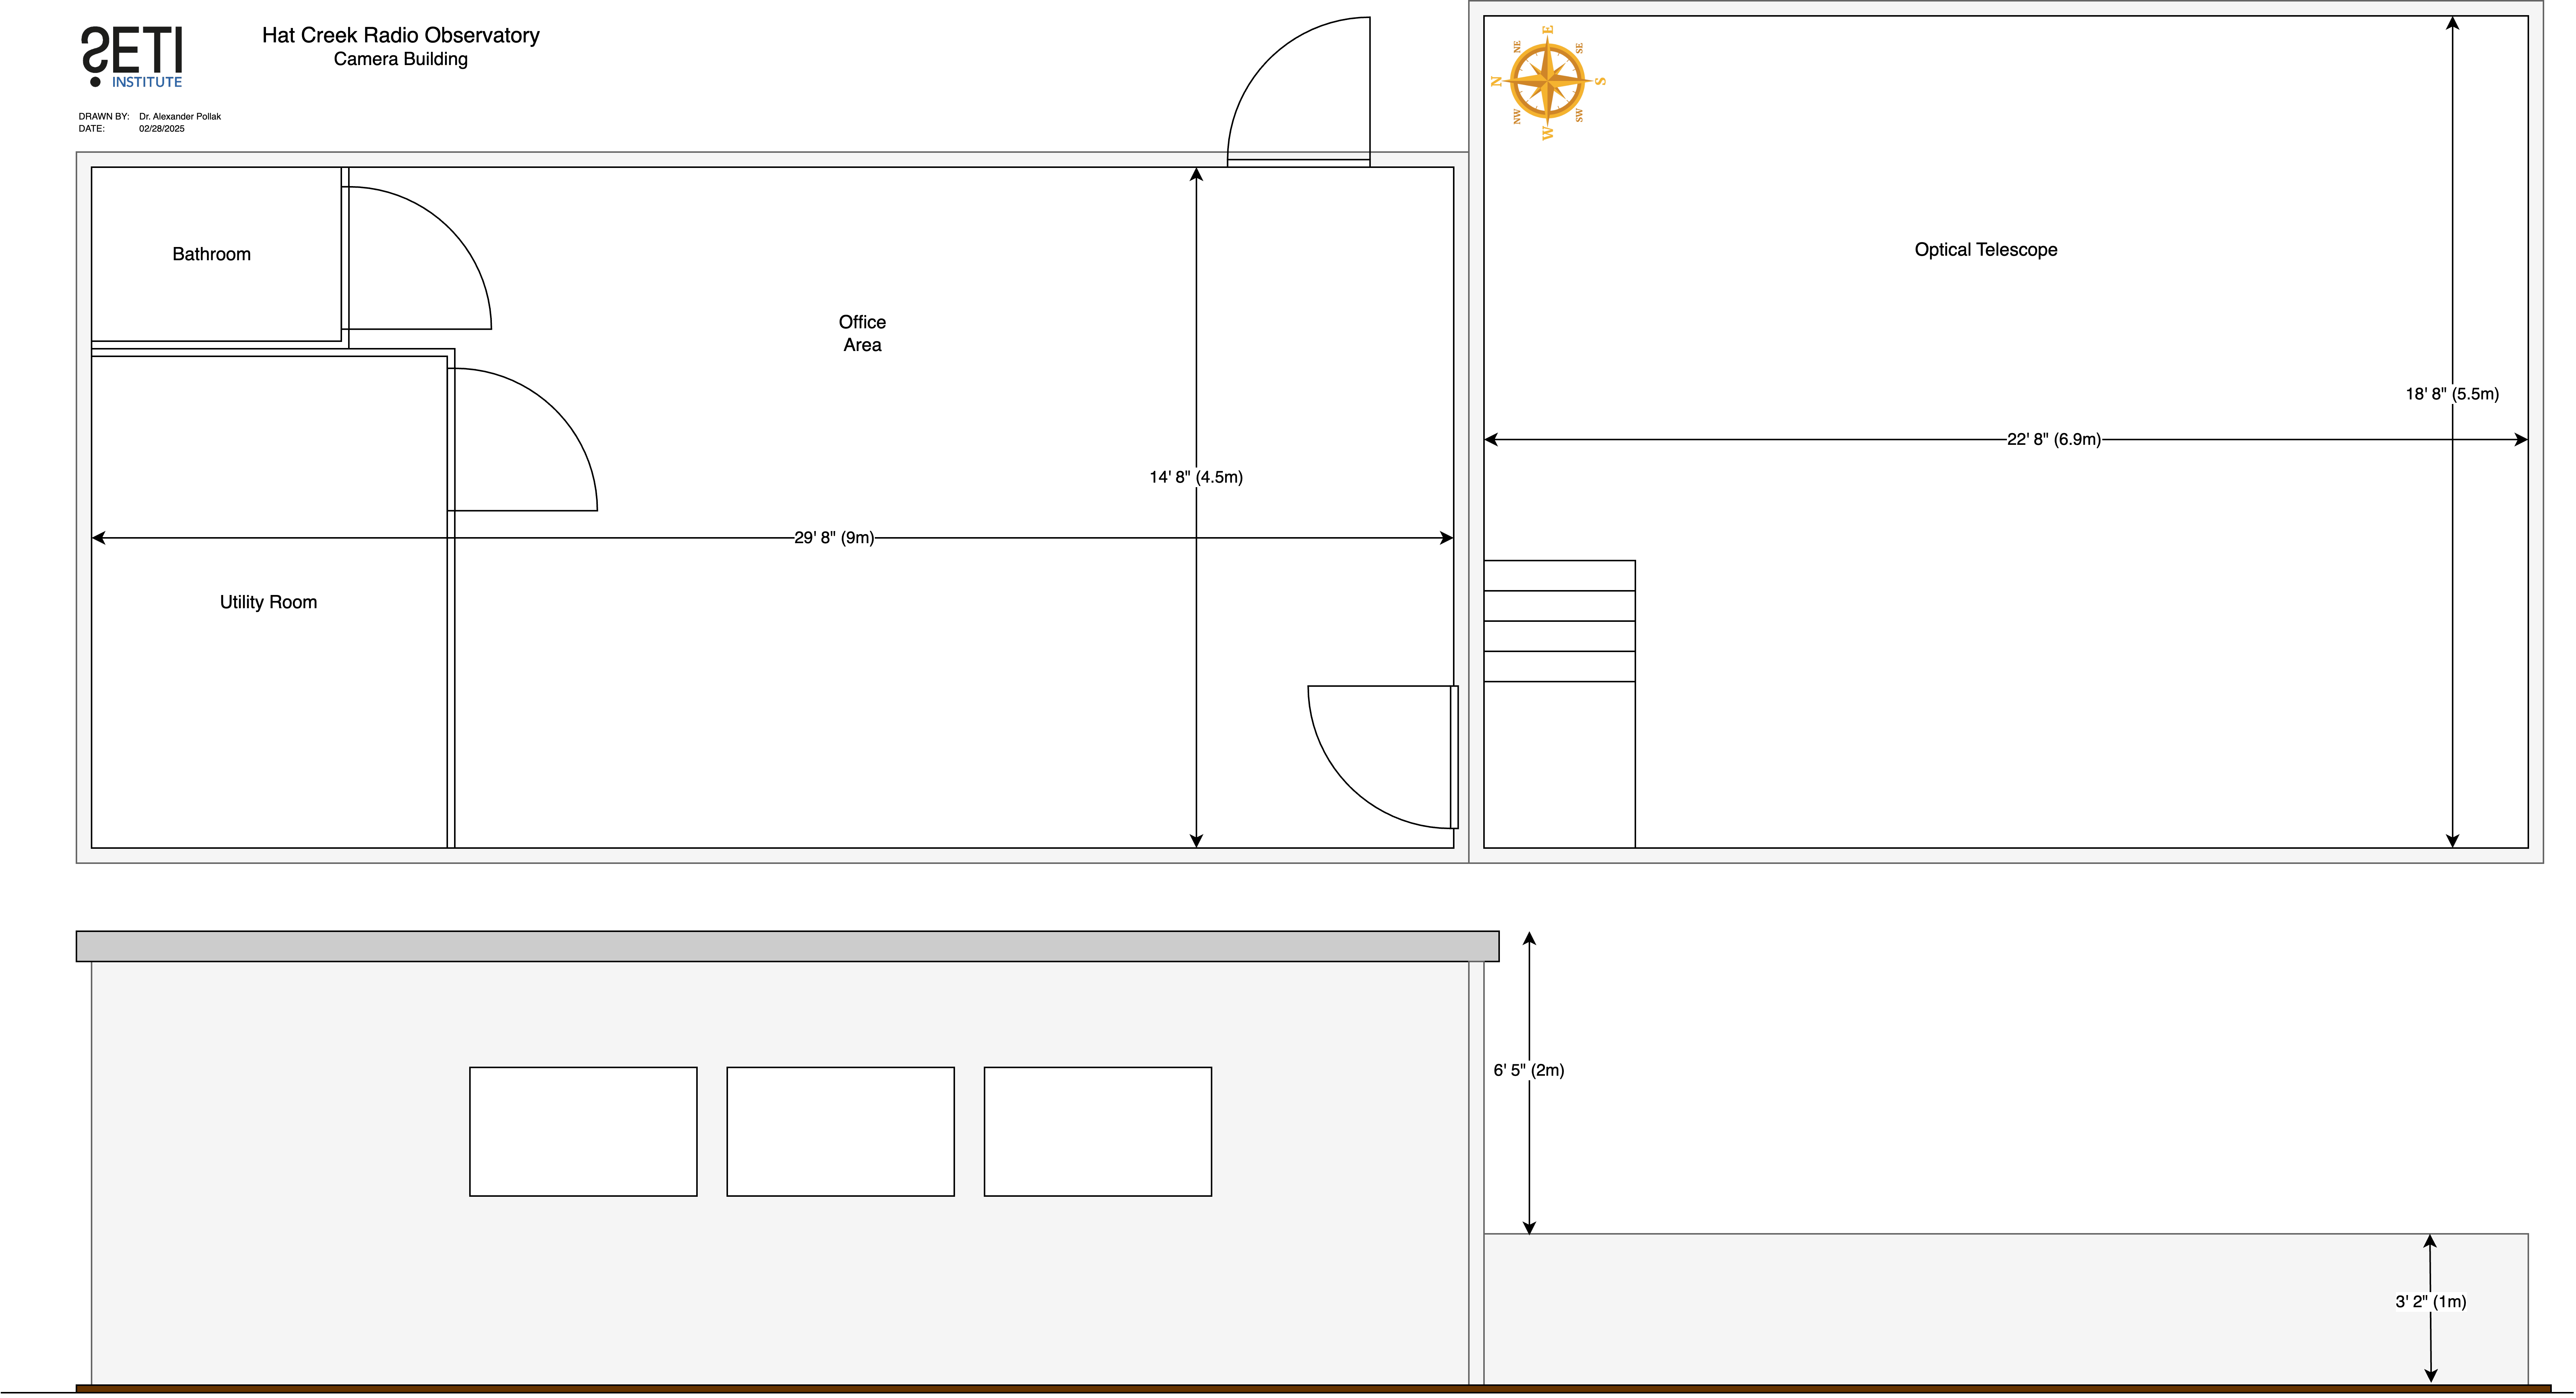 SETI
INSTITUTE
Hat Creek Radio Observatory
Camera Building
DRAWN BY: Dr. Alexander Pollak
DATE: 02/28/2025
E
NE
SE
N
S
NW
SW
W
Bathroom
Office
Area
Optical Telescope
18' 8" (5.5m)
22' 8" (6.9m)
14' 8" (4.5m)
29' 8" (9m)
Utility Room
6' 5" (2m)
3' 2" (1m)